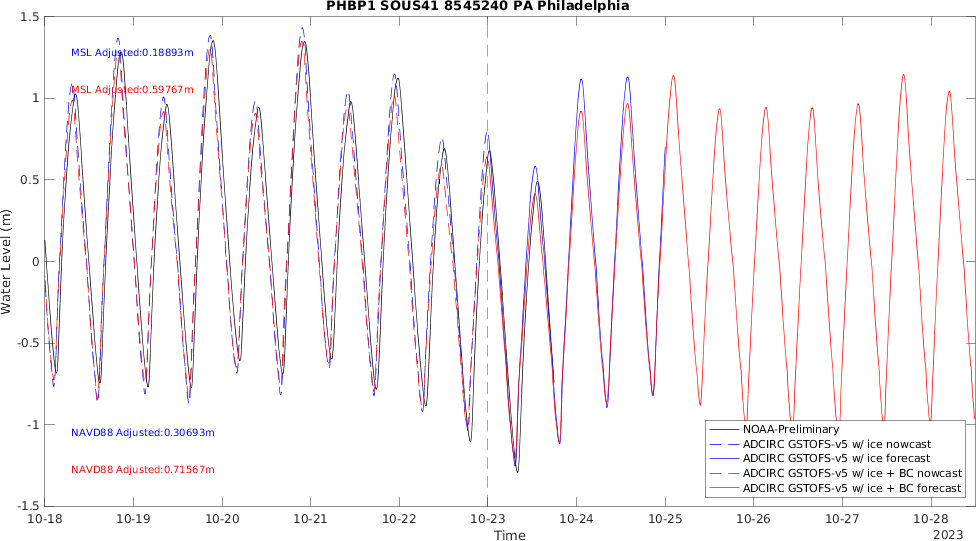 PHBP1 SOUS41 8545240 PA Philadelphia
1.5
MSL Adjusted:0.18893m
MSL Adjusted:0.59767m
1
0.5
0
-0.5
-1
-1.5
Water Level (m)
NAVD88 Adjusted:0.30693m
NAVD88 Adjusted:0.71567m
NOAA-Preliminary
ADCIRC GSTOFS-v5 w/ ice nowcast
ADCIRC GSTOFS-v5 w/ ice forecast
ADCIRC GSTOFS-v5 w/ ice + BC nowcast
ADCIRC GSTOFS-v5 w/ ice + BC forecast
10-18 10-19 10-20 10-21 10-22 10-23 10-24 10-25 10-26 10-27 10-28
Time
2023